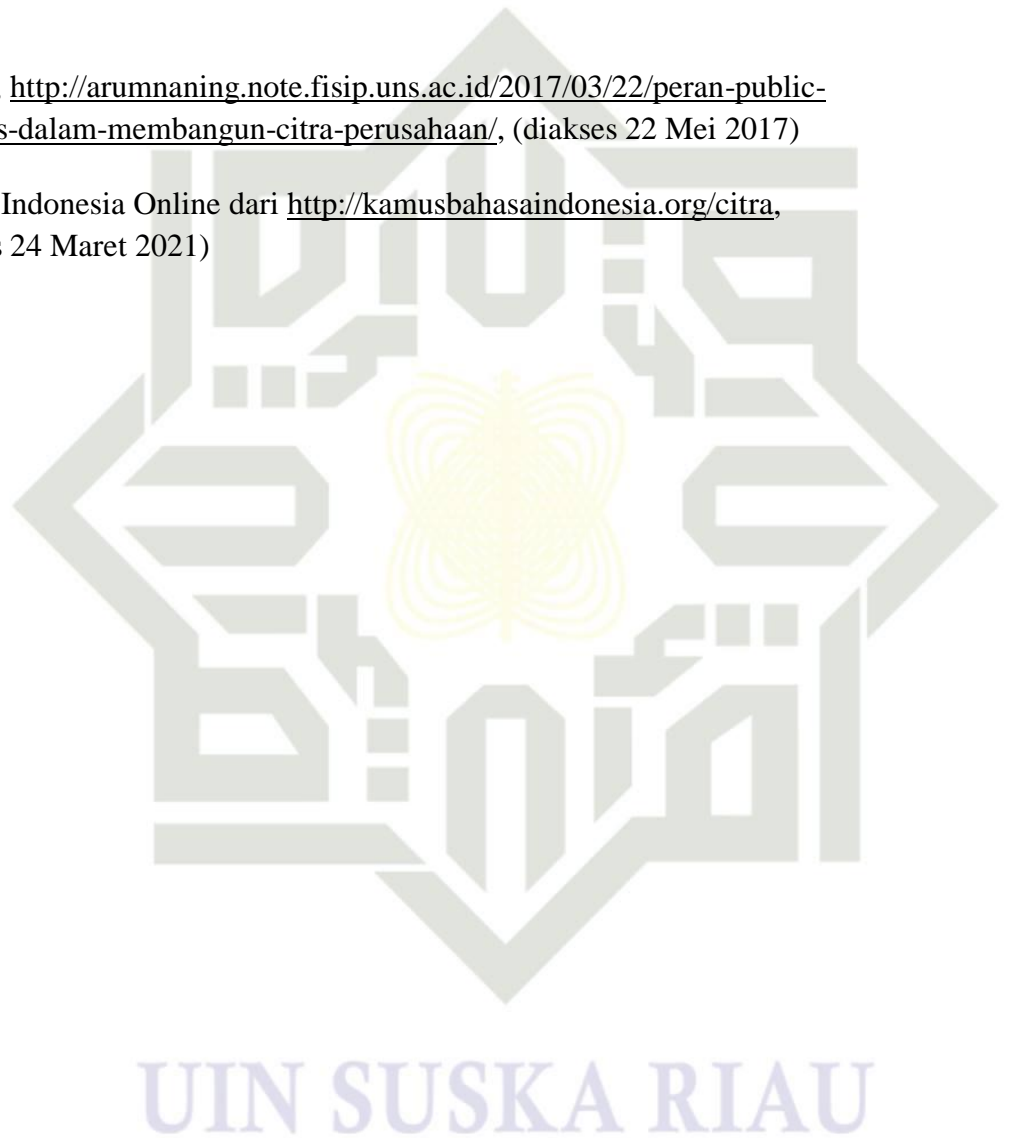 http://arumnaning.note.fisip.uns.ac.id/2017/03/22/peran-public-
s-dalam-membangun-citra-perusahaan/, (diakses 22 Mei 2017)
Indonesia Online dari http://kamusbahasaindonesia.org/citra,
s 24 Maret 2021)
UIN SUSKA RIAU